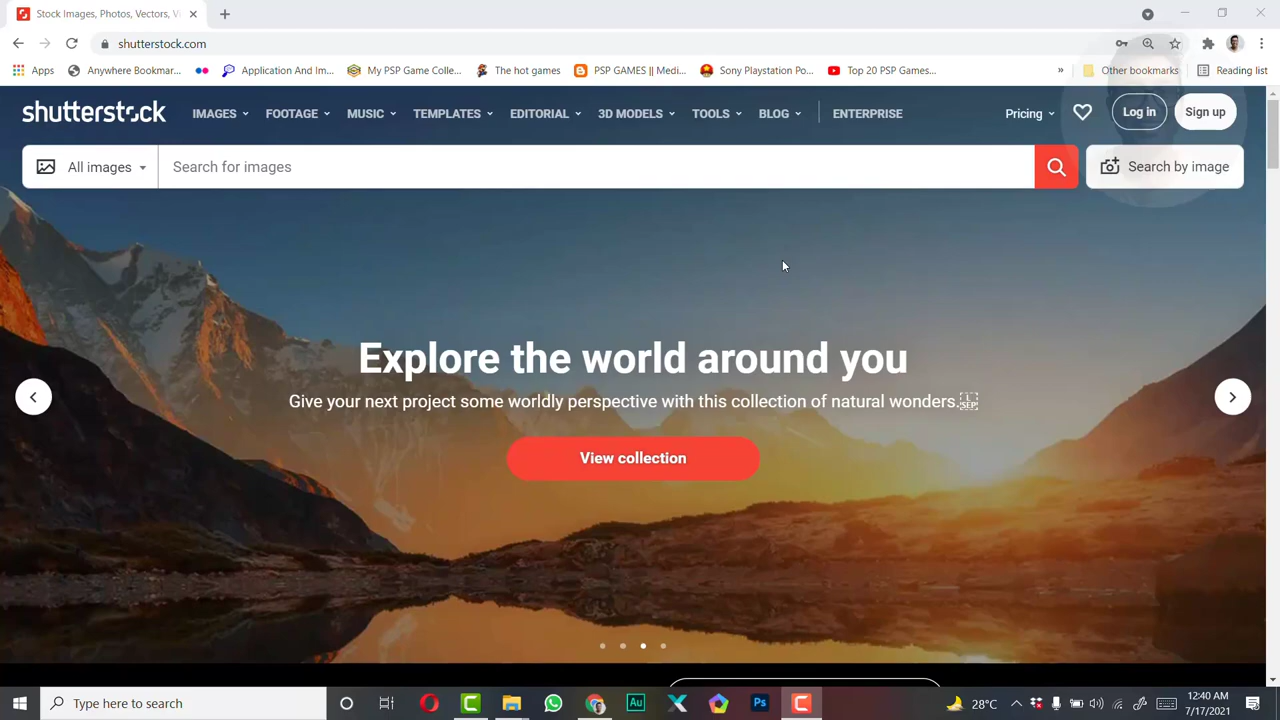 Stock Images, Photos, Vectors, Vi
shutterstock.com
Apps Anywhere Bookmar... Application And Im... My PSP Game Collec... The hot games PSP GAMES || Medi... Sony Playstation Po... Top 20 PSP Games... » Other bookmarks Reading list
shutterstock IMAGES FOOTAGE MUSIC TEMPLATES EDITORIAL 3D MODELS TOOLS BLOG ENTERPRISE Pricing Log in Sign up
All images Search for images Search by image
Explore the world around you
Give your next project some worldly perspective with this collection of natural wonders.
View collection
Type here to search Au Ps 28°C 12:40 AM
7/17/2021